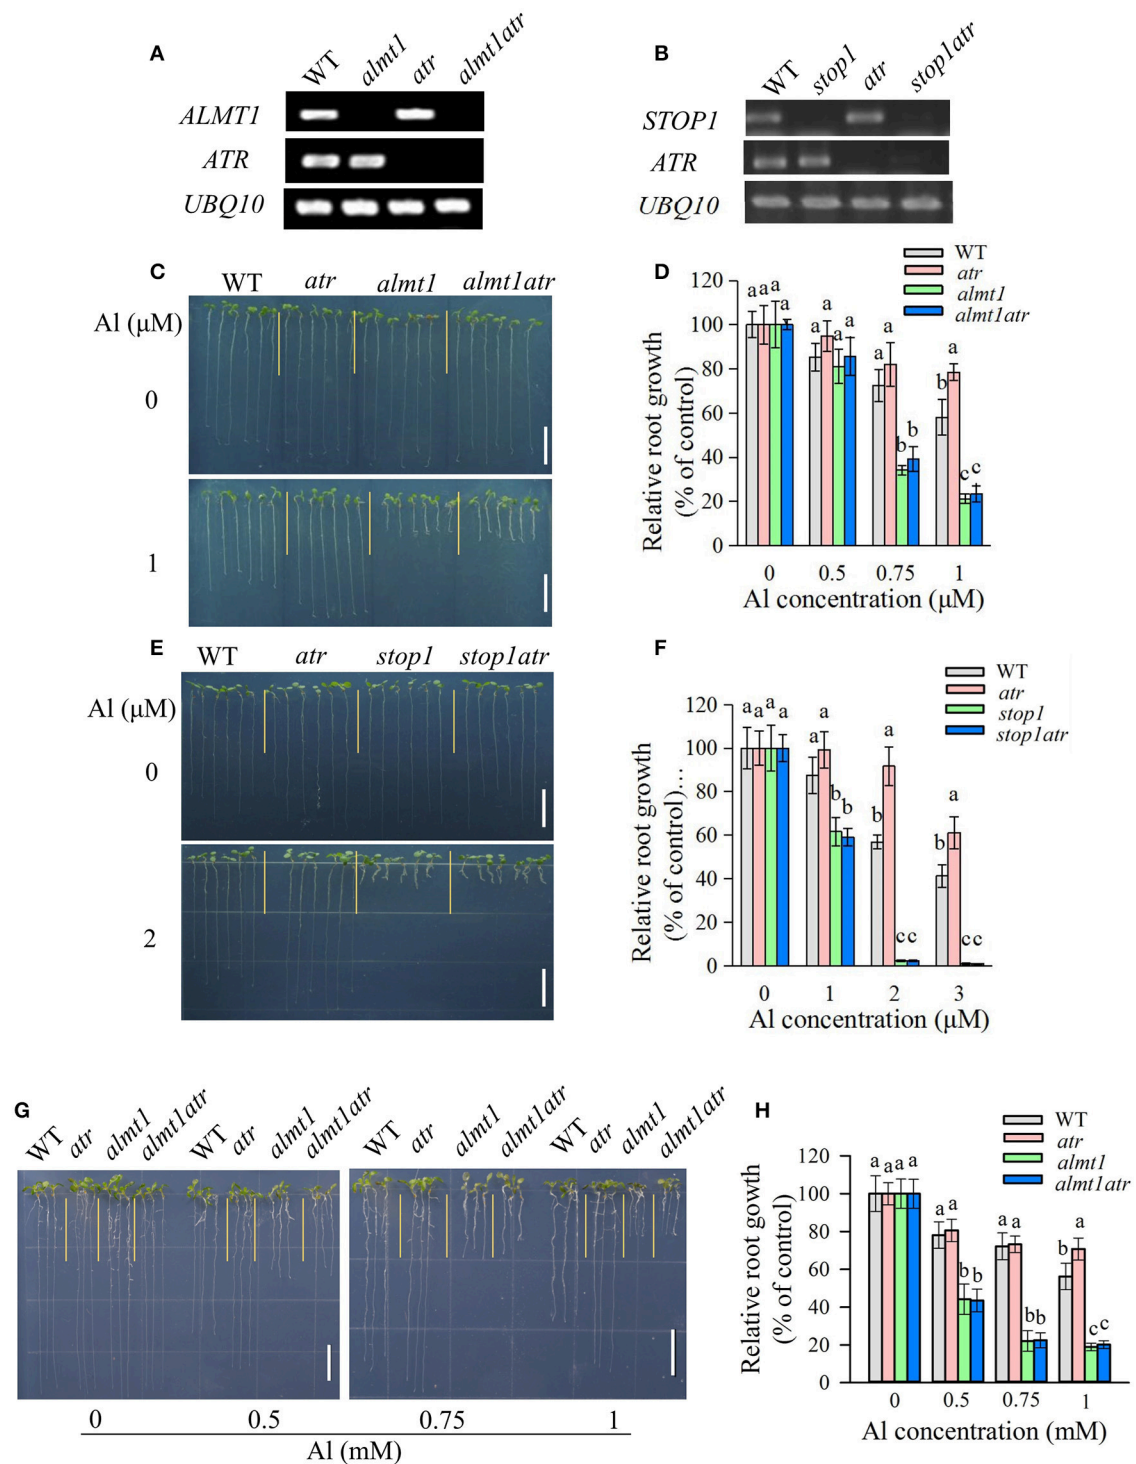 A
WT almt1 atr almt1atr
ALMT1
ATR
UBQ10
B
WT stop1 atr stop1atr
STOP1
ATR
UBQ10
C
WT atr almt1 almt1atr
Al (μM)
0
1
D
WT
atr
almt1
almt1atr
Relative root growth
(% of control)
120
100
80
60
40
20
0
a a a a
a a a a
a a b b
b a c c
0 0.5 0.75 1
Al concentration (μM)
E
WT atr stop1 stop1atr
Al (μM)
0
2
F
WT
atr
stop1
stop1atr
Relative root growth
(% of control)...
120
100
80
60
40
20
0
a a a a
a a b b
b a c c
b a c c
0 1 2 3
Al concentration (μM)
G
WT atr almt1 almt1atr WT atr almt1 almt1atr WT atr almt1 almt1atr WT atr almt1 almt1atr
0 0.5 0.75 1
Al (mM)
H
WT
atr
almt1
almt1atr
Relative root gowth
(% of control)
120
100
80
60
40
20
0
a a a a
a a b b
a a b b
b a c c
0 0.5 0.75 1
Al concentration (mM)